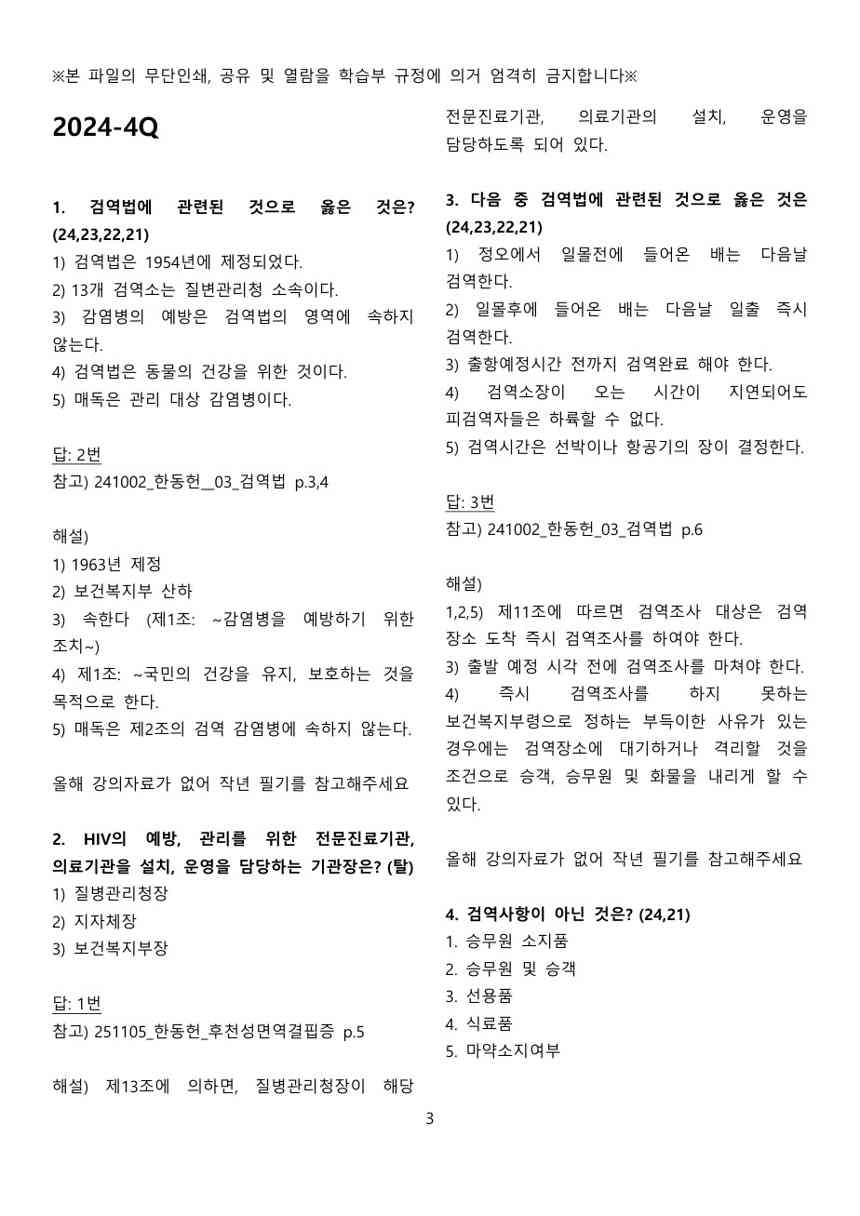 ※본 파일의 무단인쇄, 공유 및 열람을 학습부 규정에 의거 엄격히 금지합니다※
2024-4Q
1. 검역법에 관련된 것으로 옳은 것은?
(24,23,22,21)
1) 검역법은 1954년에 제정되었다.
2) 13개 검역소는 질변관리청 소속이다.
3) 감염병의 예방은 검역법의 영역에 속하지
않는다.
4) 검역법은 동물의 건강을 위한 것이다.
5) 매독은 관리 대상 감염병이다.
답: 2번
참고) 241002_한동헌__03_검역법 p.3,4
해설)
1) 1963년 제정
2) 보건복지부 산하
3) 속한다 (제1조: ~감염병을 예방하기 위한
조치~)
4) 제1조: ~국민의 건강을 유지, 보호하는 것을
목적으로 한다.
5) 매독은 제2조의 검역 감염병에 속하지 않는다.
올해 강의자료가 없어 작년 필기를 참고해주세요
2. HIV의 예방, 관리를 위한 전문진료기관,
의료기관을 설치, 운영을 담당하는 기관장은? (탈)
1) 질병관리청장
2) 지자체장
3) 보건복지부장
답: 1번
참고) 251105_한동헌_후천성면역결핍증 p.5
해설) 제13조에 의하면, 질병관리청장이 해당
전문진료기관, 의료기관의 설치, 운영을
담당하도록 되어 있다.
3. 다음 중 검역법에 관련된 것으로 옳은 것은
(24,23,22,21)
1) 정오에서 일몰전에 들어온 배는 다음날
검역한다.
2) 일몰후에 들어온 배는 다음날 일출 즉시
검역한다.
3) 출항예정시간 전까지 검역완료 해야 한다.
4) 검역소장이 오는 시간이 지연되어도
피검역자들은 하륙할 수 없다.
5) 검역시간은 선박이나 항공기의 장이 결정한다.
답: 3번
참고) 241002_한동헌_03_검역법 p.6
해설)
1,2,5) 제11조에 따르면 검역조사 대상은 검역
장소 도착 즉시 검역조사를 하여야 한다.
3) 출발 예정 시각 전에 검역조사를 마쳐야 한다.
4) 즉시 검역조사를 하지 못하는
보건복지부령으로 정하는 부득이한 사유가 있는
경우에는 검역장소에 대기하거나 격리할 것을
조건으로 승객, 승무원 및 화물을 내리게 할 수
있다.
올해 강의자료가 없어 작년 필기를 참고해주세요
4. 검역사항이 아닌 것은? (24,21)
1. 승무원 소지품
2. 승무원 및 승객
3. 선용품
4. 식료품
5. 마약소지여부
3